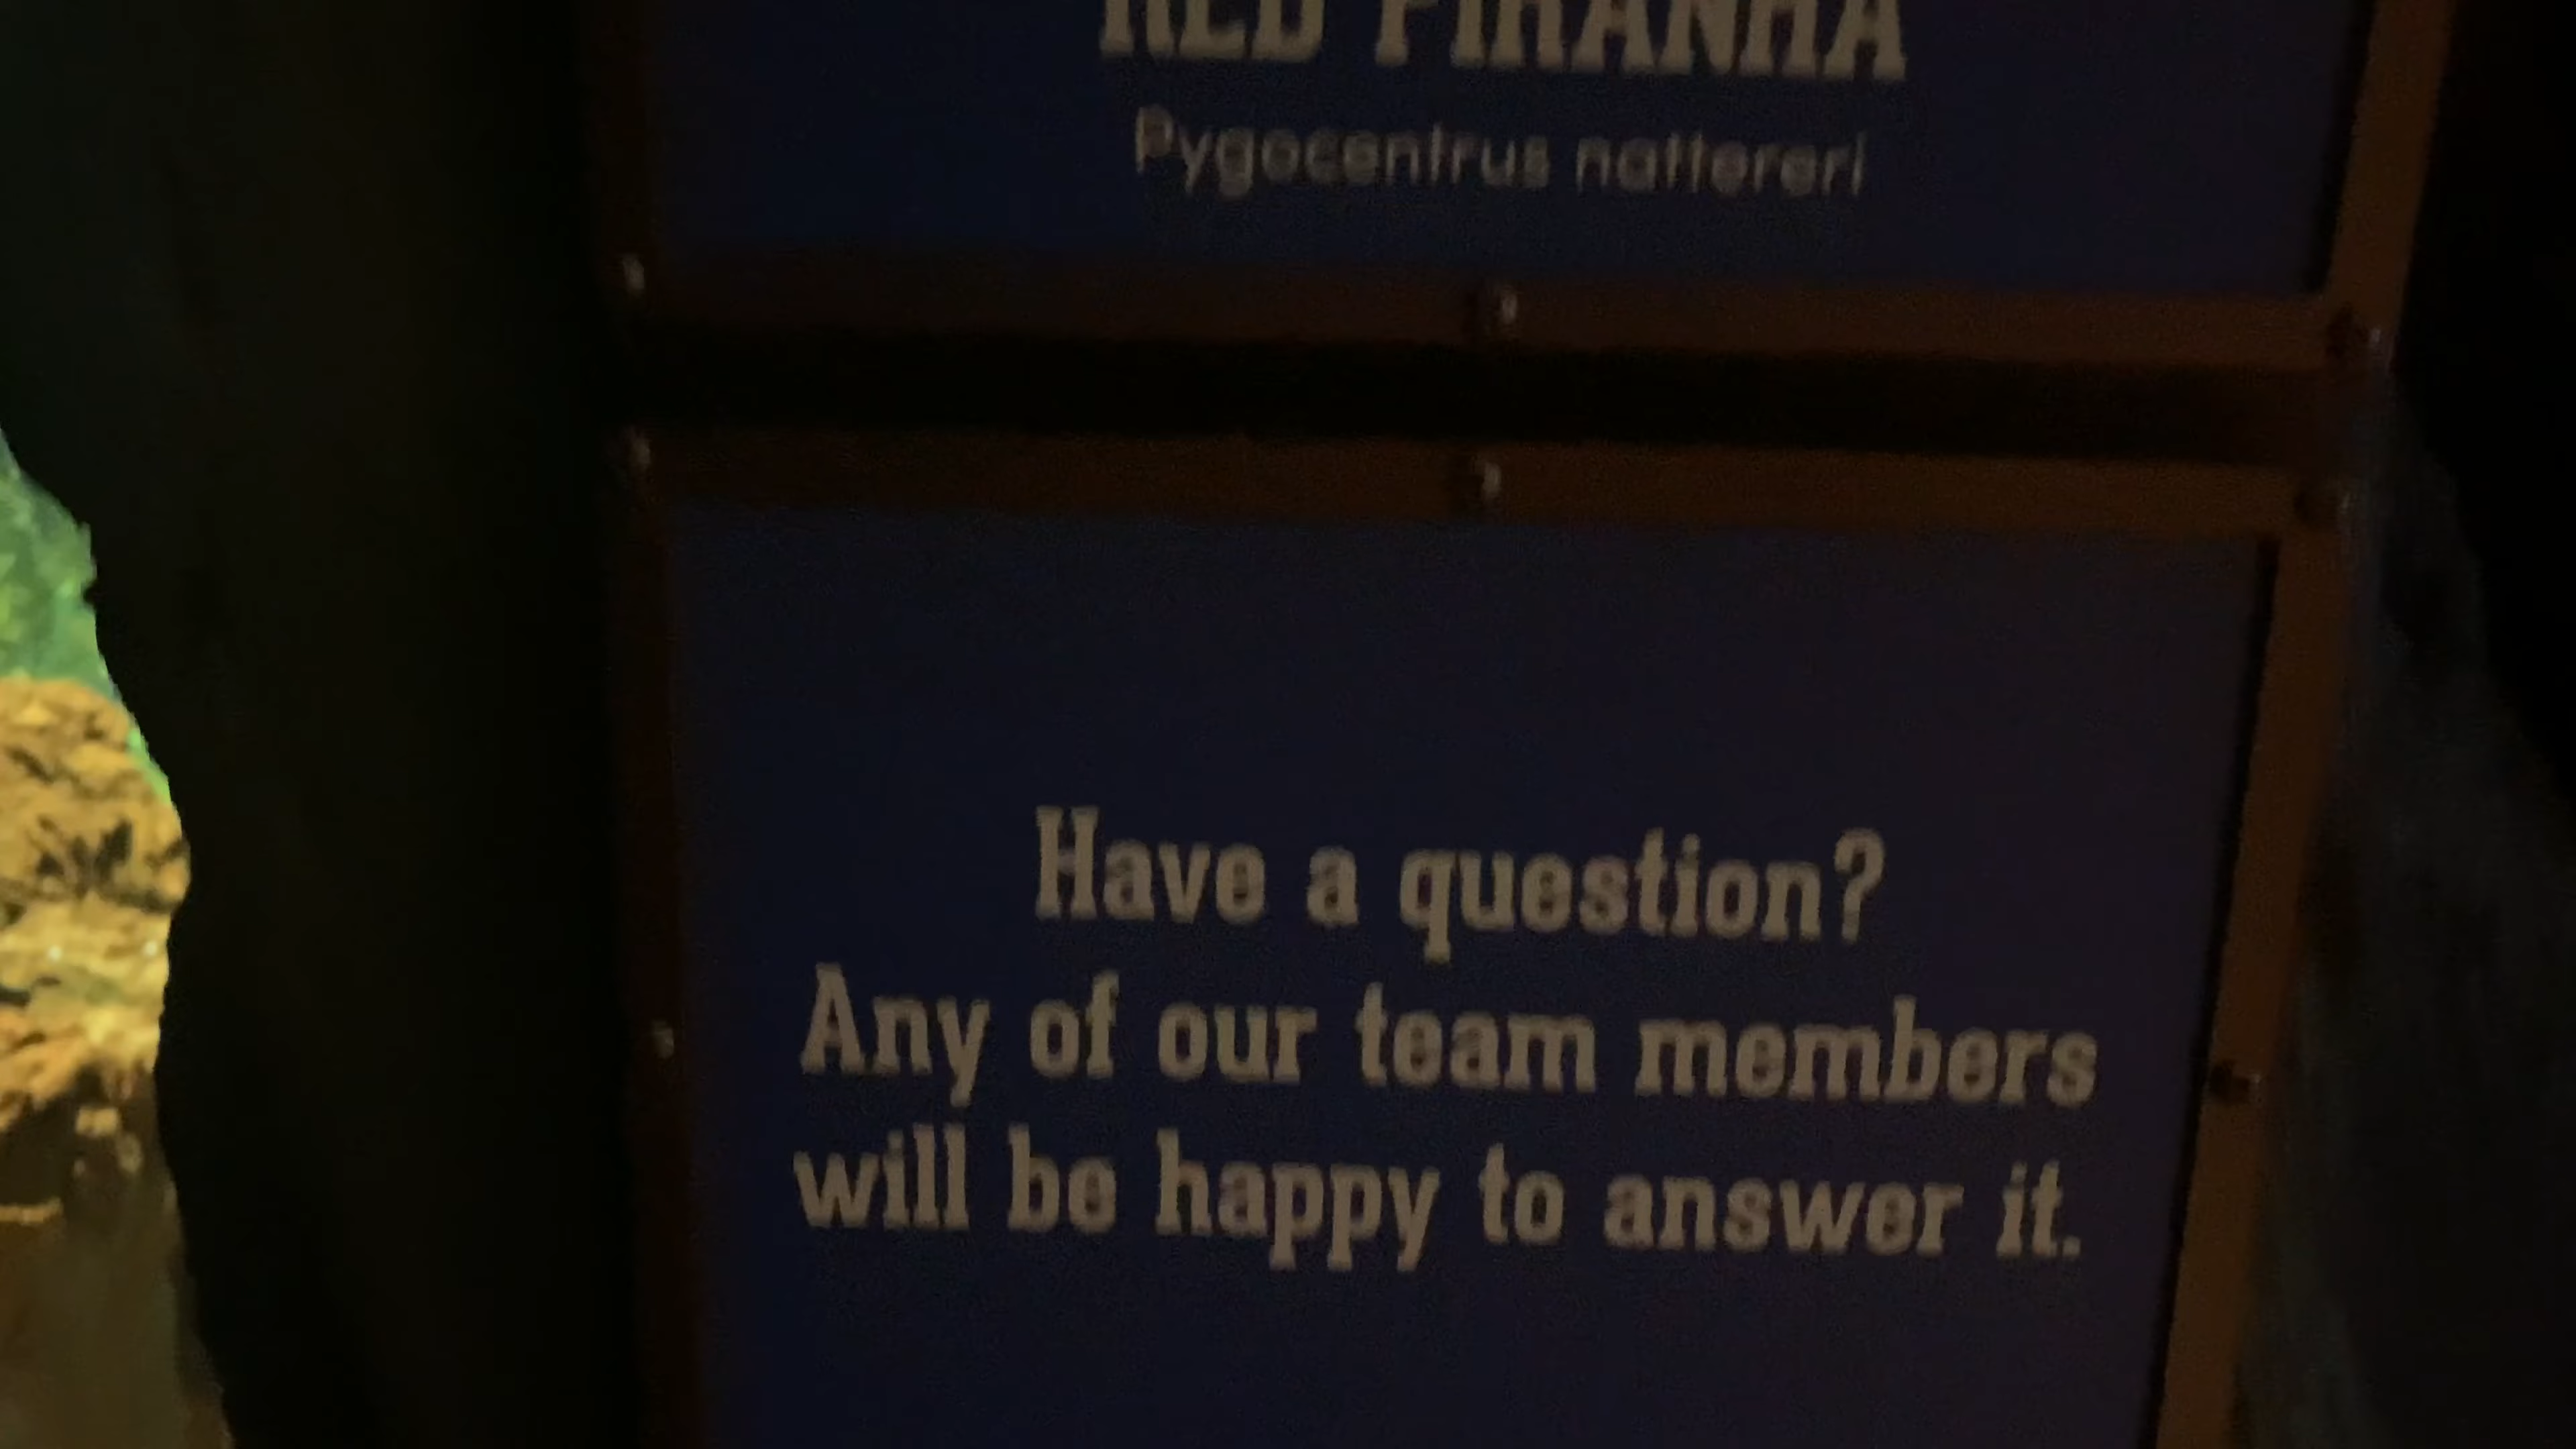 RED PIRANHA
Pygocentrus nattereri
Have a question?
Any of our team members
will be happy to answer it.